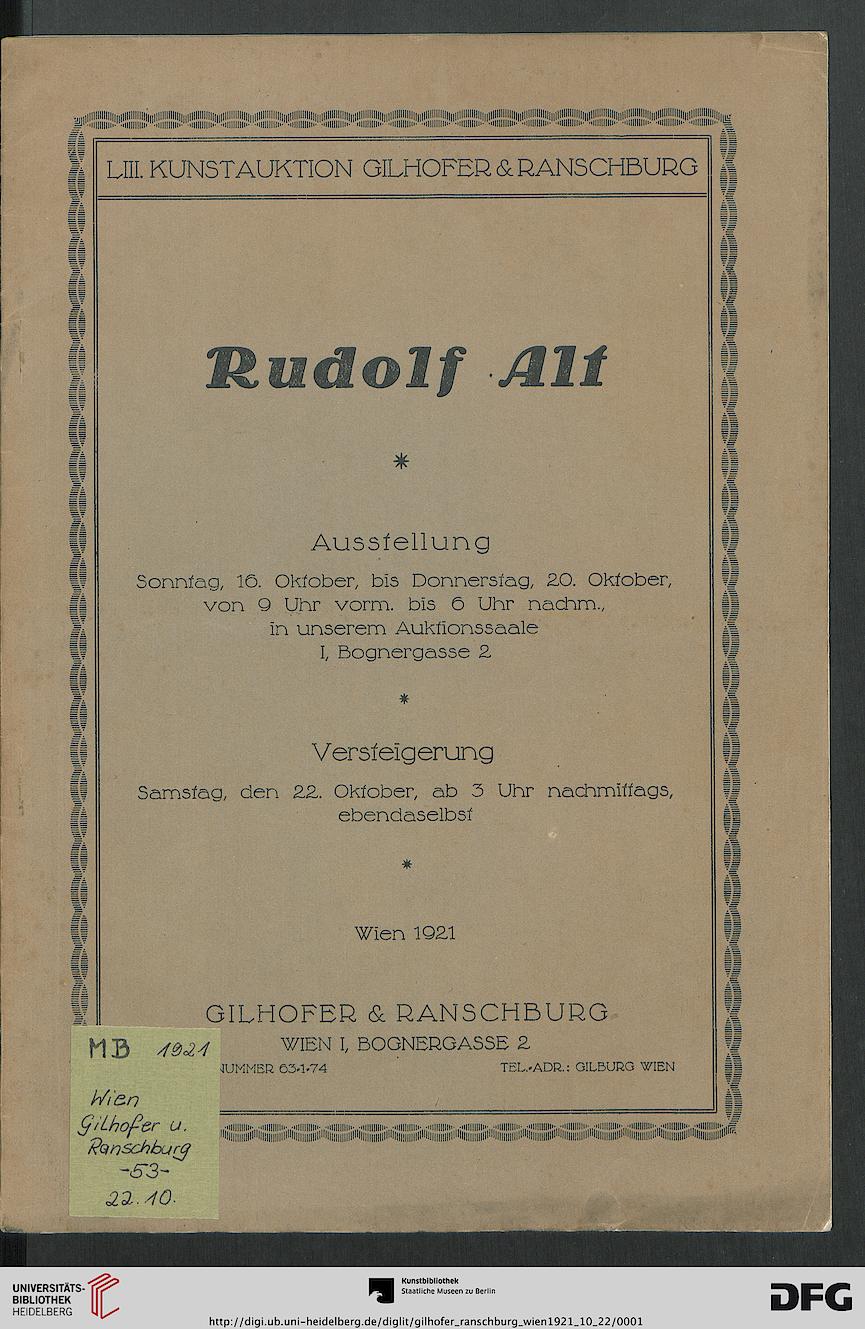 LIII. KUNSTAUKTION GILHOFER & RANSCHBURG
Rudolf Alt
*
Ausstellung
Sonntag, 16. Oktober, bis Donnerstag, 20. Oktober,
von 9 Uhr vorm. bis 6 Uhr nachm.,
in unserem Auktionssaale
I, Bognergasse 2
*
Versteigerung
Samstag, den 22. Oktober, ab 3 Uhr nachmittags,
ebendaselbst
*
Wien 1921
GILHOFER & RANSCHBURG
WIEN I, BOGNERGASSE 2
NUMMER 63-1-74 TEL.-ADR.: GILBURG WIEN
MB 1921
Wien
Gilhofer u.
Ranschburg
-53-
22.10.
UNIVERSITÄTS-
BIBLIOTHEK
HEIDELBERG
Kunstbibliothek
Staatliche Museen zu Berlin
DFG
http://digi.ub.uni-heidelberg.de/diglit/gilhofer_ranschburg_wien1921_10_22/0001